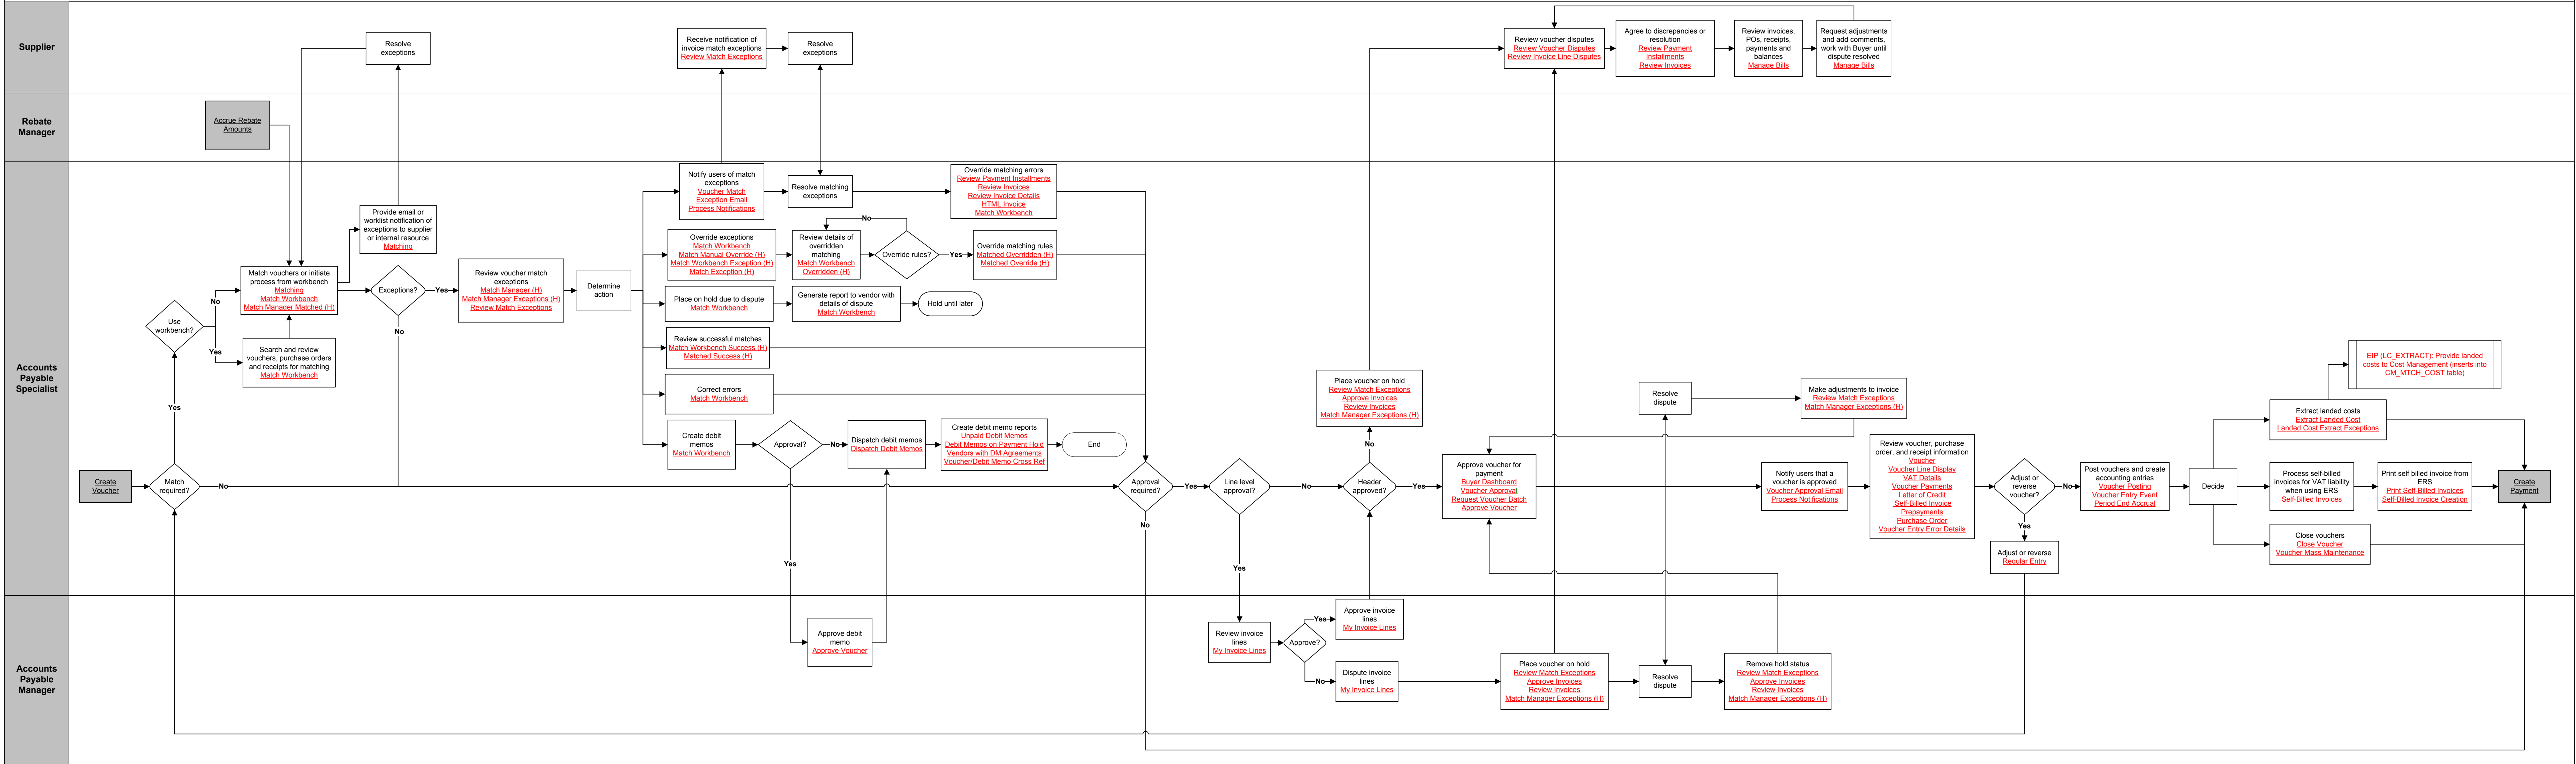 Supplier
Resolve
exceptions
Receive notification of
invoice match exceptions
Review Match Exceptions
Resolve
exceptions
Review voucher disputes
Review Voucher Disputes
Review Invoice Line Disputes
Agree to discrepancies or
resolution
Review Payment
Installments
Review Invoices
Review invoices,
POs, receipts,
payments and
balances
Manage Bills
Request adjustments
and add comments,
work with Buyer until
dispute resolved
Manage Bills
Rebate
Manager
Accrue Rebate
Amounts
Accounts
Payable
Specialist
Create
Voucher
Match
required?
Yes
No
Use
workbench?
No
Yes
Match vouchers or initiate
process from workbench
Matching
Match Workbench
Match Manager Matched (H)
Search and review
vouchers, purchase orders
and receipts for matching
Match Workbench
Provide email or
worklist notification of
exceptions to supplier
or internal resource
Matching
Exceptions?
Yes
No
Review voucher match
exceptions
Match Manager (H)
Match Manager Exceptions (H)
Review Match Exceptions
Determine
action
Notify users of match
exceptions
Voucher Match
Exception Email
Process Notifications
Resolve matching
exceptions
Override matching errors
Review Payment Installments
Review Invoices
Review Invoice Details
HTML Invoice
Match Workbench
Override exceptions
Match Workbench
Match Manual Override (H)
Match Workbench Exception (H)
Match Exception (H)
Review details of
overridden
matching
Match Workbench
Overridden (H)
No
Override rules?
Yes
Override matching rules
Matched Overridden (H)
Matched Override (H)
Place on hold due to dispute
Match Workbench
Generate report to vendor with
details of dispute
Match Workbench
Hold until later
Review successful matches
Match Workbench Success (H)
Matched Success (H)
Correct errors
Match Workbench
Create debit
memos
Match Workbench
Approval?
No
Yes
Dispatch debit memos
Dispatch Debit Memos
Create debit memo reports
Unpaid Debit Memos
Debit Memos on Payment Hold
Vendors with DM Agreements
Voucher/Debit Memo Cross Ref
End
Approval
required?
Yes
No
Line level
approval?
No
Yes
Header
approved?
No
Yes
Place voucher on hold
Review Match Exceptions
Approve Invoices
Review Invoices
Match Manager Exceptions (H)
Approve voucher for
payment
Buyer Dashboard
Voucher Approval
Request Voucher Batch
Approve Voucher
Resolve
dispute
Make adjustments to invoice
Review Match Exceptions
Match Manager Exceptions (H)
Notify users that a
voucher is approved
Voucher Approval Email
Process Notifications
Review voucher, purchase
order, and receipt information
Voucher
Voucher Line Display
VAT Details
Voucher Payments
Letter of Credit
Self-Billed Invoice
Prepayments
Purchase Order
Voucher Entry Error Details
Adjust or
reverse
voucher?
No
Yes
Adjust or reverse
Regular Entry
Post vouchers and create
accounting entries
Voucher Posting
Voucher Entry Event
Period End Accrual
Decide
EIP (LC_EXTRACT): Provide landed
costs to Cost Management (inserts into
CM_MTCH_COST table)
Extract landed costs
Extract Landed Cost
Landed Cost Extract Exceptions
Process self-billed
invoices for VAT liability
when using ERS
Self-Billed Invoices
Print self billed invoice from
ERS
Print Self-Billed Invoices
Self-Billed Invoice Creation
Close vouchers
Close Voucher
Voucher Mass Maintenance
Create
Payment
Accounts
Payable
Manager
Approve debit
memo
Approve Voucher
Review invoice
lines
My Invoice Lines
Approve?
Yes
No
Approve invoice
lines
My Invoice Lines
Dispute invoice
lines
My Invoice Lines
Place voucher on hold
Review Match Exceptions
Approve Invoices
Review Invoices
Match Manager Exceptions (H)
Resolve
dispute
Remove hold status
Review Match Exceptions
Approve Invoices
Review Invoices
Match Manager Exceptions (H)